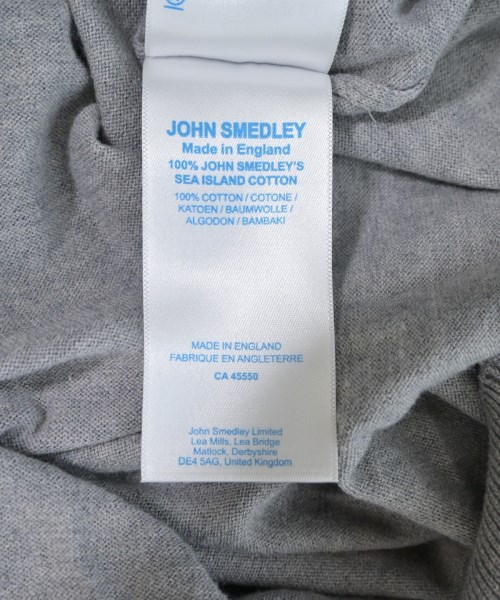 JOHN SMEDLEY
Made in England
100% JOHN SMEDLEY'S
SEA ISLAND COTTON
100% COTTON / COTONE /
KATOEN / BAUMWOLLE /
ALGODON / BAMBAKI
MADE IN ENGLAND
FABRIQUE EN ANGLETERRE
CA 45550
John Smedley Limited
Lea Mills, Lea Bridge
Matlock, Derbyshire
DE4 5AG, United Kingdom